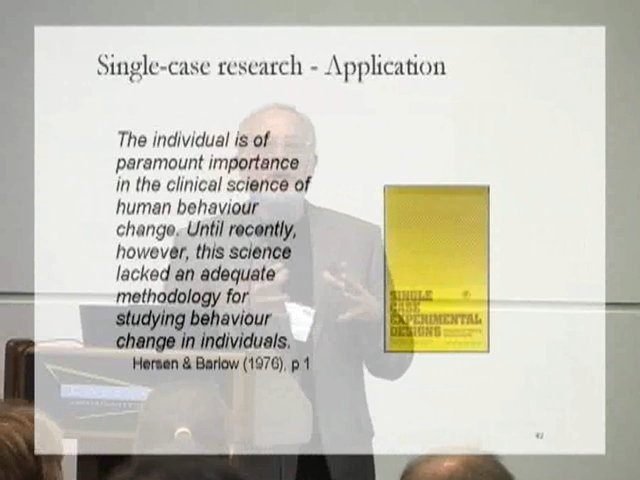 Single-case research - Application
The individual is of
paramount importance
in the clinical science of
human behaviour
change. Until recently,
however, this science
lacked an adequate
methodology for
studying behaviour
change in individuals.
Hersen & Barlow (1976), p 1
SINGLE
CASE
EXPERIMENTAL
DESIGNS